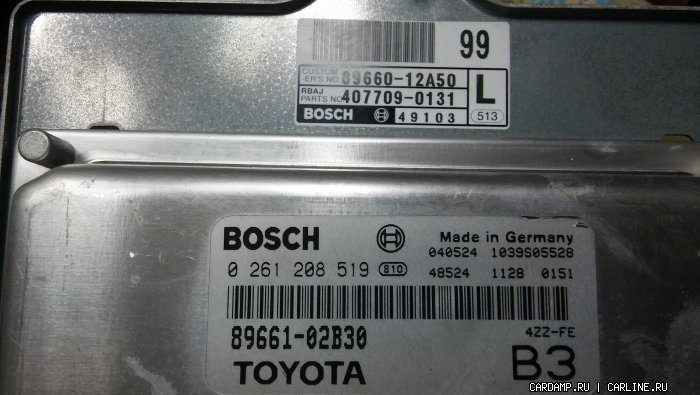 99
CUSTOM -ER'S NO 89660-12A50
RBAJ PARTS NO 407709-0131
L
BOSCH 49103 513
BOSCH Made in Germany
040524 1039S05528
0 261 208 519 B10 48524 1128 0151
89661-02B30 4ZZ-FE
TOYOTA B3
CARDAMP.RU | CARLINE.RU